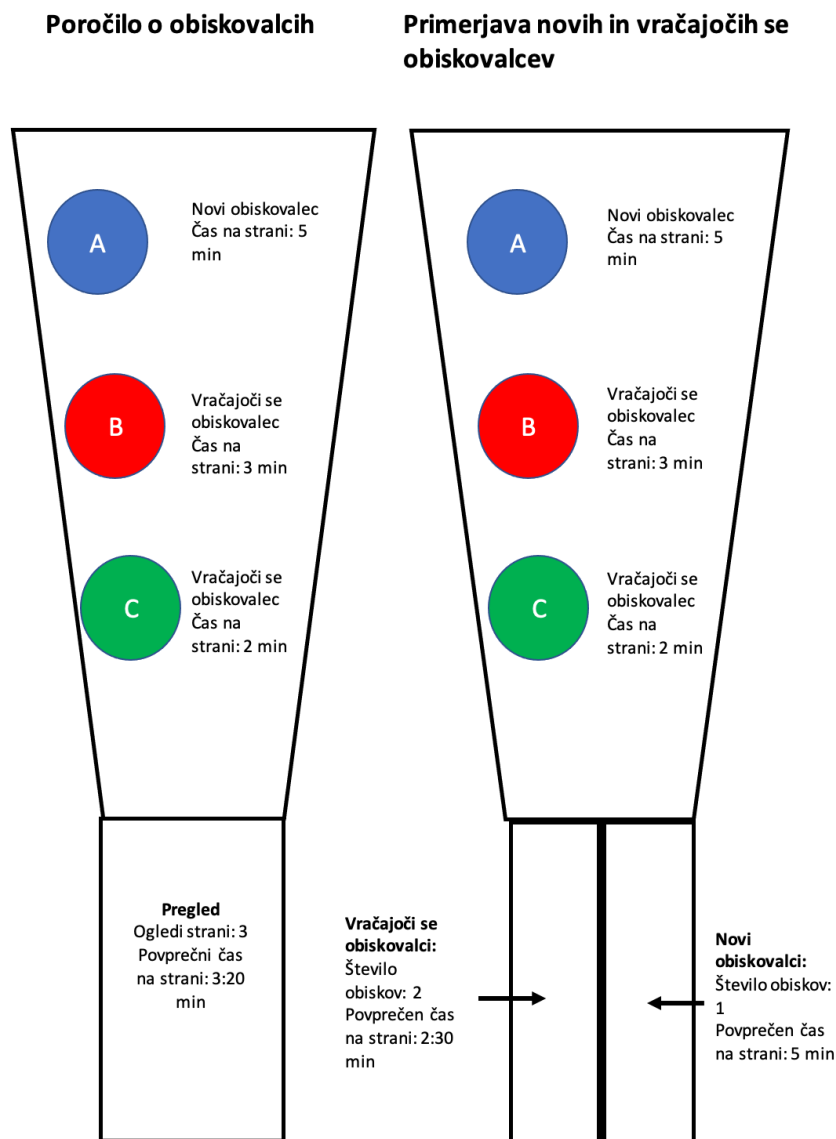 Poročilo o obiskovalcih
A
Novi obiskovalec
Čas na strani: 5
min
B
Vračajoči se
obiskovalec
Čas na
strani: 3 min
C
Vračajoči se
obiskovalec
Čas na
strani: 2 min
Pregled
Ogledi strani: 3
Povprečni čas
na strani: 3:20
min
Primerjava novih in vračajočih se
obiskovalcev
A
Novi obiskovalec
Čas na strani: 5
min
B
Vračajoči se
obiskovalec
Čas na
strani: 3 min
C
Vračajoči se
obiskovalec
Čas na
strani: 2 min
Vračajoči se
obiskovalci:
Število
obiskov: 2
Povprečen čas
na strani: 2:30
min
Novi
obiskovalci:
Število obiskov:
1
Povprečen čas
na strani: 5 min